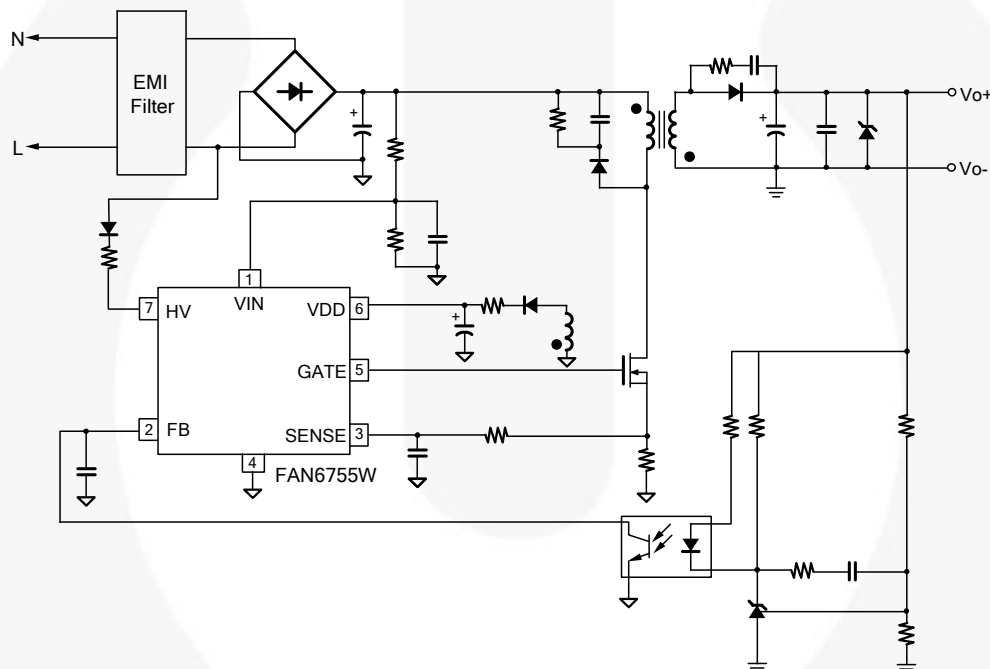 N
EMI
Filter
L
+
+
Vo+
Vo-
1
VIN
7 HV
VDD 6
+
GATE 5
2 FB
SENSE 3
4
FAN6755W